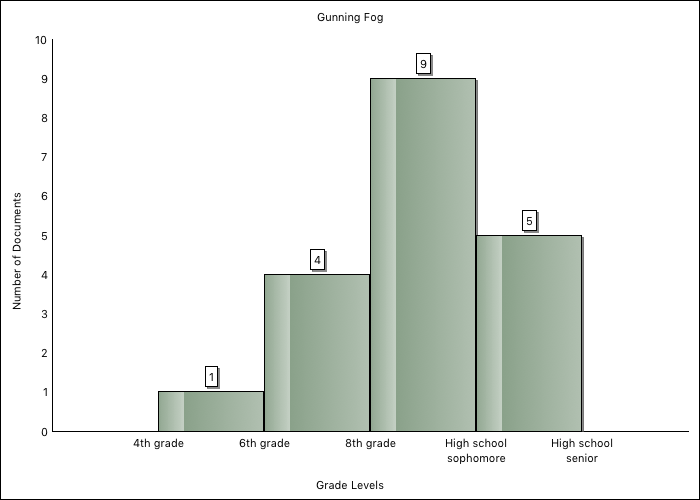 Gunning Fog
Number of Documents
10
9
8
7
6
5
4
3
2
1
0
1
4
9
5
4th grade
6th grade
8th grade
High school
sophomore
High school
senior
Grade Levels